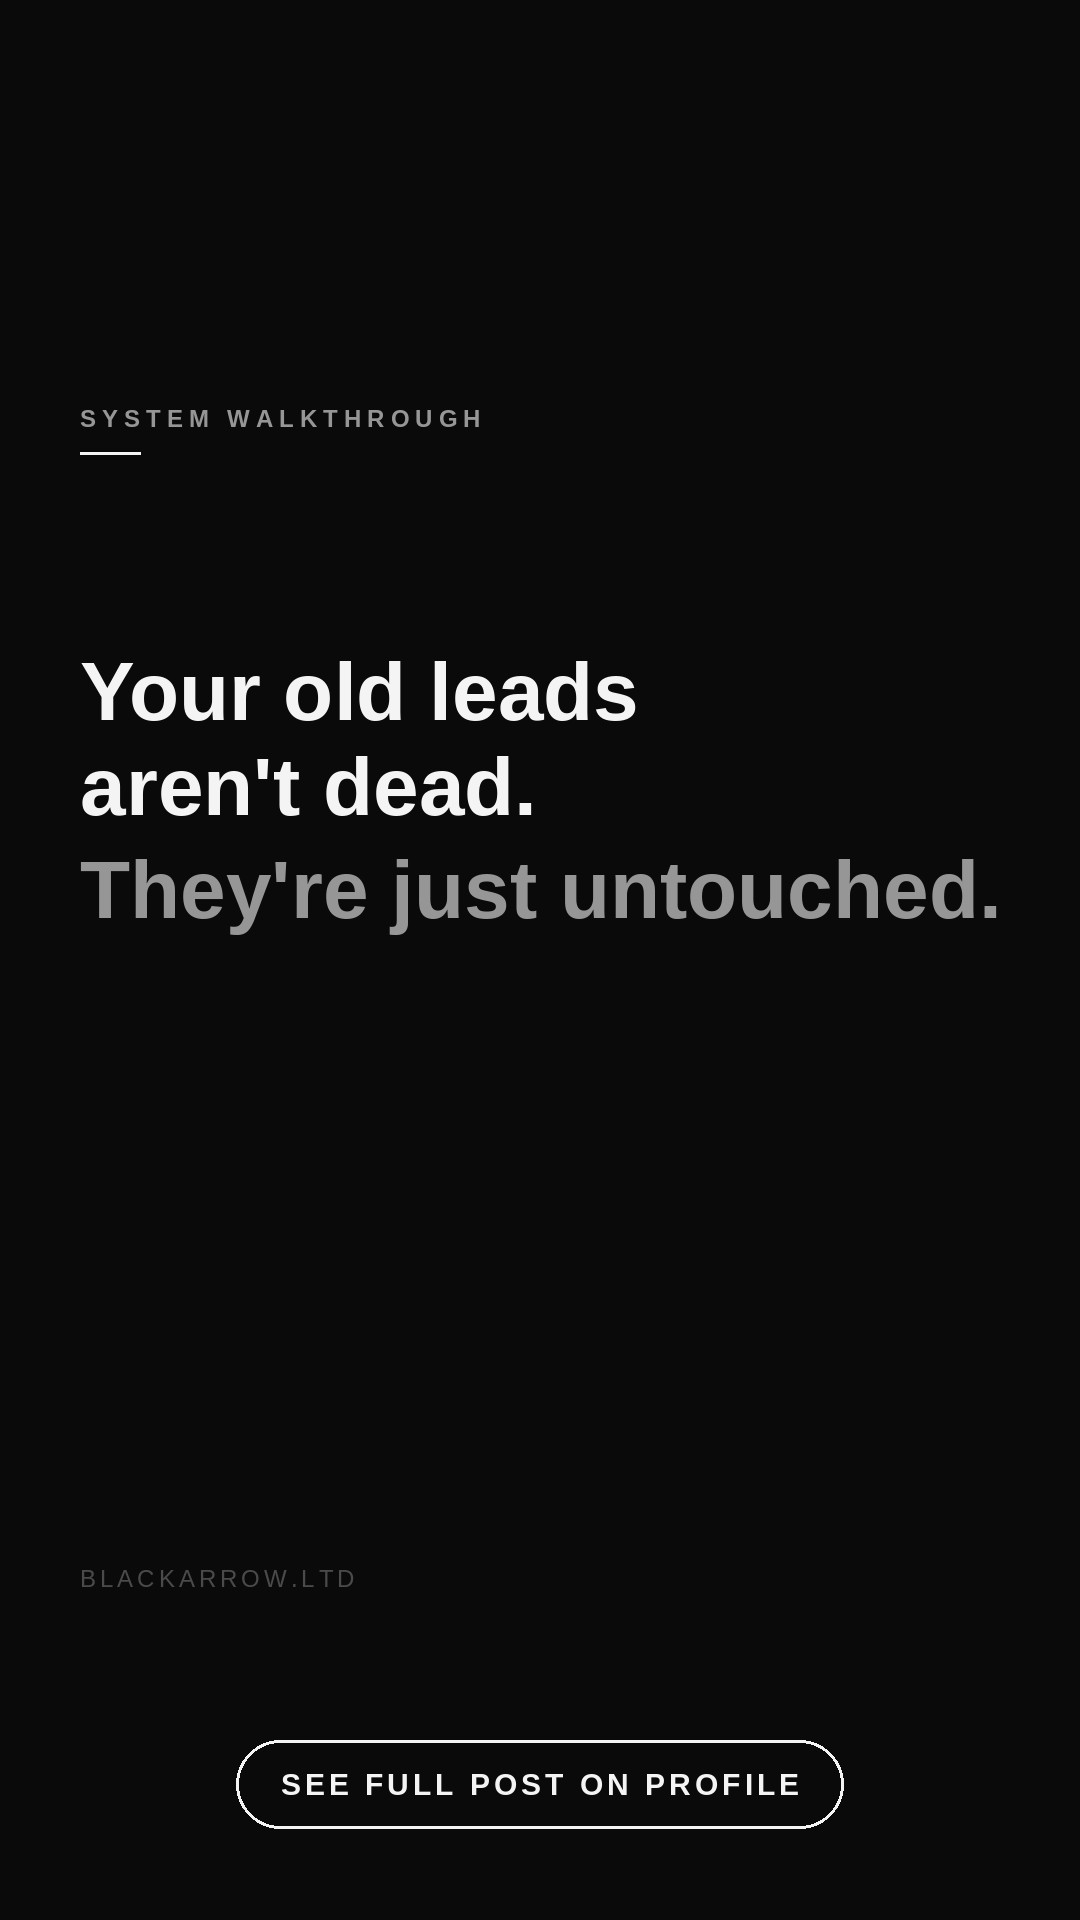 SYSTEM WALKTHROUGH
Your old leads
aren't dead.
They're just untouched.
BLACKARROW.LTD
SEE FULL POST ON PROFILE